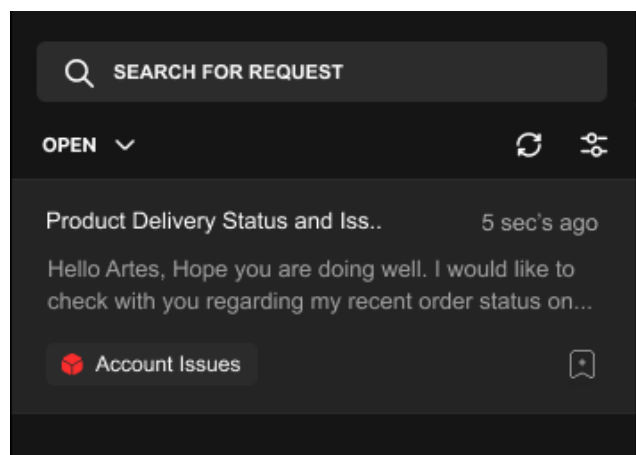 SEARCH FOR REQUEST
OPEN
Product Delivery Status and Iss..
5 sec's ago
Hello Artes, Hope you are doing well. I would like to
check with you regarding my recent order status on...
Account Issues